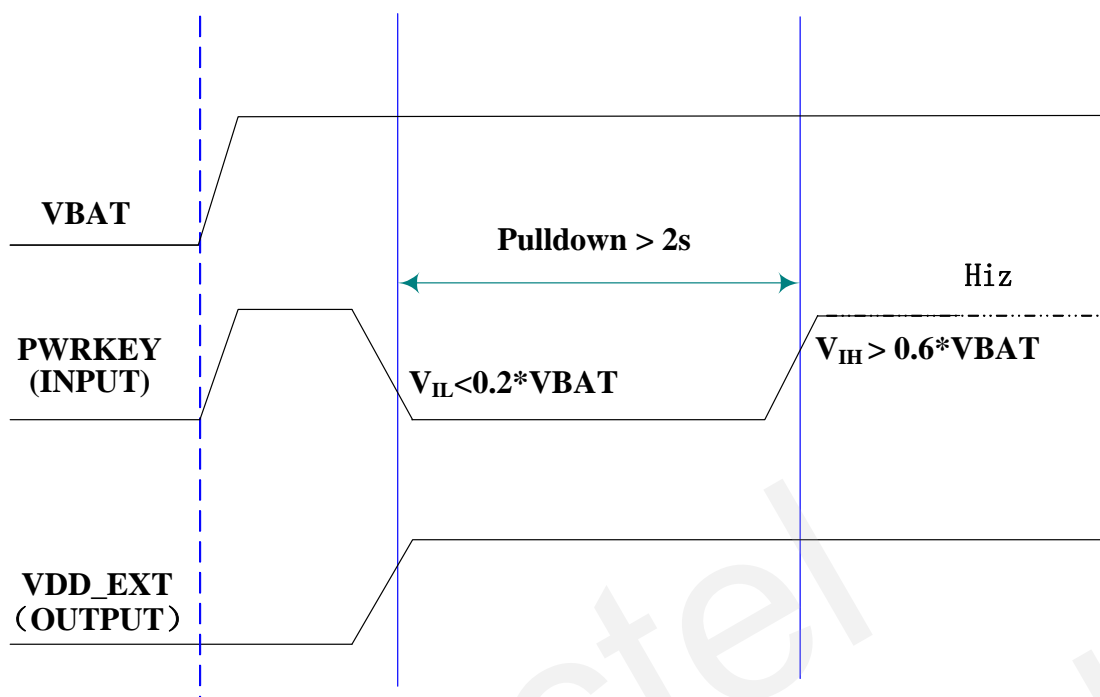 VBAT
Pulldown > 2s
Hiz
PWRKEY
(INPUT)
VIH > 0.6*VBAT
VIL<0.2*VBAT
VDD_EXT
（OUTPUT）